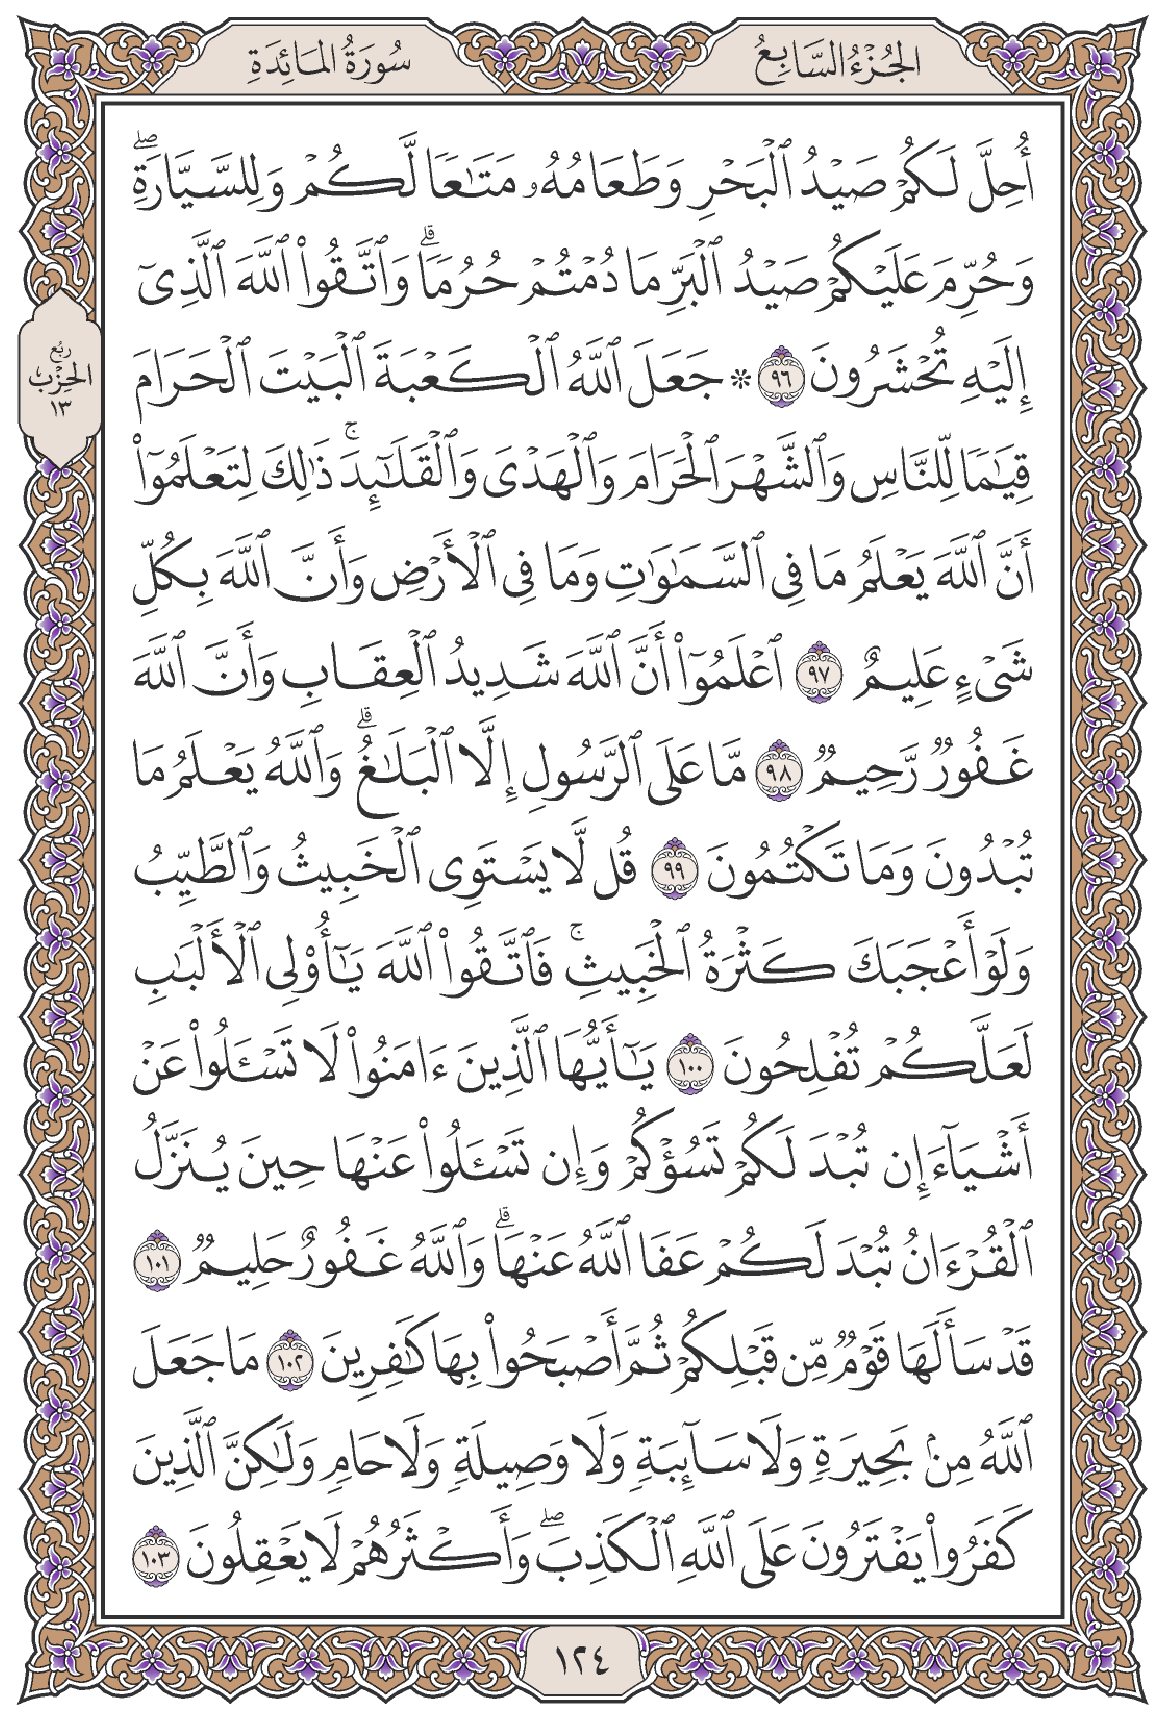 الجُزْءُ السَّابِعُ
سُورَةُ المَائِدَةِ
أُحِلَّ لَكُمْ صَيْدُ ٱلْبَحْرِ وَطَعَامُهُۥ مَتَٰعًا لَّكُمْ وَلِلسَّيَّارَةِۖ
وَحُرِّمَ عَلَيْكُمْ صَيْدُ ٱلْبَرِّ مَا دُمْتُمْ حُرُمًاۗ وَٱتَّقُوا۟ ٱللَّهَ ٱلَّذِىٓ
إِلَيْهِ تُحْشَرُونَ ٩٦ ۞ جَعَلَ ٱللَّهُ ٱلْكَعْبَةَ ٱلْبَيْتَ ٱلْحَرَامَ
قِيَٰمًا لِّلنَّاسِ وَٱلشَّهْرَ ٱلْحَرَامَ وَٱلْهَدْىَ وَٱلْقَلَٰٓئِدَۚ ذَٰلِكَ لِتَعْلَمُوٓا۟
أَنَّ ٱللَّهَ يَعْلَمُ مَا فِى ٱلسَّمَٰوَٰتِ وَمَا فِى ٱلْأَرْضِ وَأَنَّ ٱللَّهَ بِكُلِّ
شَىْءٍ عَلِيمٌ ٩٧ ٱعْلَمُوٓا۟ أَنَّ ٱللَّهَ شَدِيدُ ٱلْعِقَابِ وَأَنَّ ٱللَّهَ
غَفُورٌ رَّحِيمٌ ٩٨ مَّا عَلَى ٱلرَّسُولِ إِلَّا ٱلْبَلَٰغُۗ وَٱللَّهُ يَعْلَمُ مَا
تُبْدُونَ وَمَا تَكْتُمُونَ ٩٩ قُل لَّا يَسْتَوِى ٱلْخَبِيثُ وَٱلطَّيِّبُ
وَلَوْ أَعْجَبَكَ كَثْرَةُ ٱلْخَبِيثِۚ فَٱتَّقُوا۟ ٱللَّهَ يَٰٓأُو۟لِى ٱلْأَلْبَٰبِ
لَعَلَّكُمْ تُفْلِحُونَ ١٠٠ يَٰٓأَيُّهَا ٱلَّذِينَ ءَامَنُوا۟ لَا تَسْـَٔلُوا۟ عَنْ
أَشْيَآءَ إِن تُبْدَ لَكُمْ تَسُؤْكُمْ وَإِن تَسْـَٔلُوا۟ عَنْهَا حِينَ يُنَزَّلُ
ٱلْقُرْءَانُ تُبْدَ لَكُمْ عَفَا ٱللَّهُ عَنْهَاۗ وَٱللَّهُ غَفُورٌ حَلِيمٌ ١٠١
قَدْ سَأَلَهَا قَوْمٌ مِّن قَبْلِكُمْ ثُمَّ أَصْبَحُوا۟ بِهَا كَٰفِرِينَ ١٠٢ مَا جَعَلَ
ٱللَّهُ مِنۢ بَحِيرَةٍ وَلَا سَآئِبَةٍ وَلَا وَصِيلَةٍ وَلَا حَامٍ وَلَٰكِنَّ ٱلَّذِينَ
كَفَرُوا۟ يَفْتَرُونَ عَلَى ٱللَّهِ ٱلْكَذِبَۖ وَأَكْثَرُهُمْ لَا يَعْقِلُونَ ١٠٣
رُبُع
الحِزْب
١٣
١٢٤